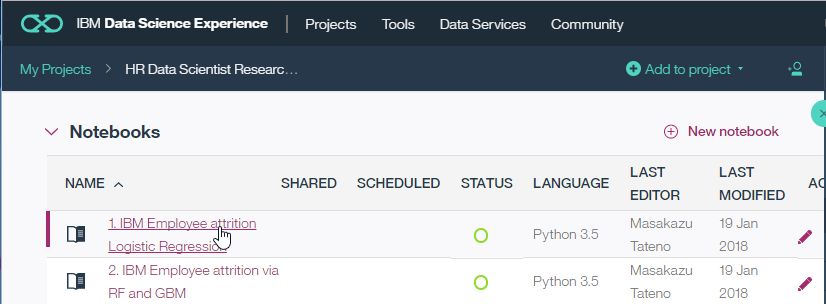 IBM Data Science Experience Projects Tools Data Services Community
My Projects > HR Data Scientist Researc… Add to project
Notebooks New notebook
NAME SHARED SCHEDULED STATUS LANGUAGE LAST EDITOR LAST MODIFIED AC
1. IBM Employee attrition
Logistic Regression
Python 3.5
Masakazu
Tateno
19 Jan
2018
2. IBM Employee attrition via
RF and GBM
Python 3.5
Masakazu
Tateno
19 Jan
2018